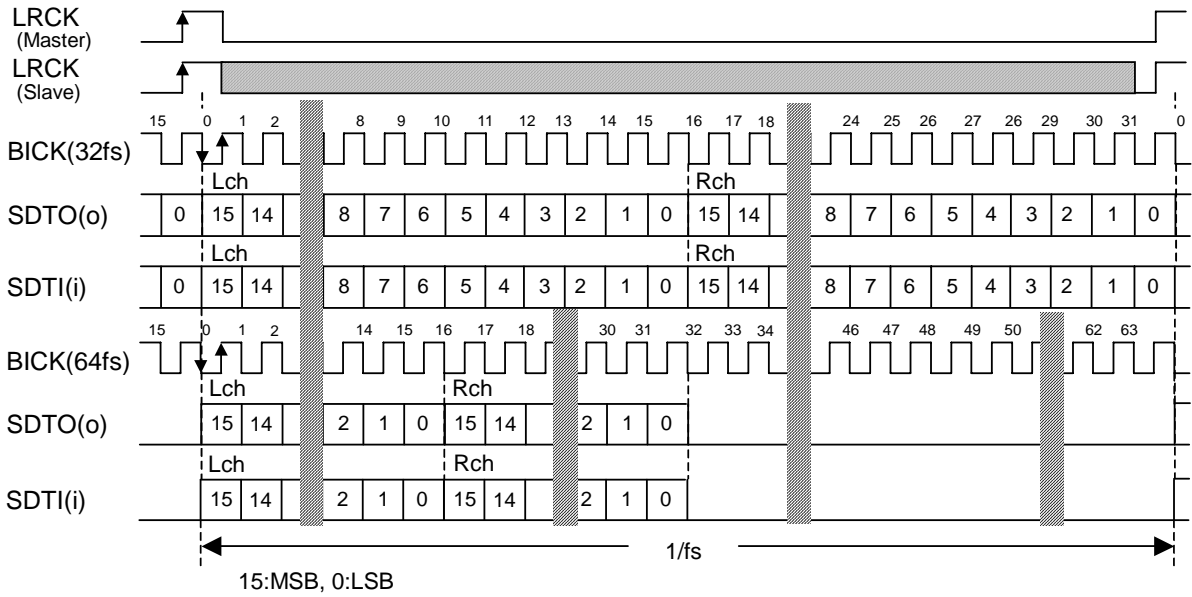 LRCK
(Master)
LRCK
(Slave)
15 0 1 2 8 9 10 11 12 13 14 15 16 17 18 24 25 26 27 26 29 30 31 0
BICK(32fs)
Lch Rch
SDTO(o) 0 15 14 8 7 6 5 4 3 2 1 0 15 14 8 7 6 5 4 3 2 1 0
Lch Rch
SDTI(i) 0 15 14 8 7 6 5 4 3 2 1 0 15 14 8 7 6 5 4 3 2 1 0
15 0 1 2 14 15 16 17 18 30 31 32 33 34 46 47 48 49 50 62 63
BICK(64fs)
Lch Rch
SDTO(o) 15 14 2 1 0 15 14 2 1 0
Lch Rch
SDTI(i) 15 14 2 1 0 15 14 2 1 0
1/fs
15:MSB, 0:LSB